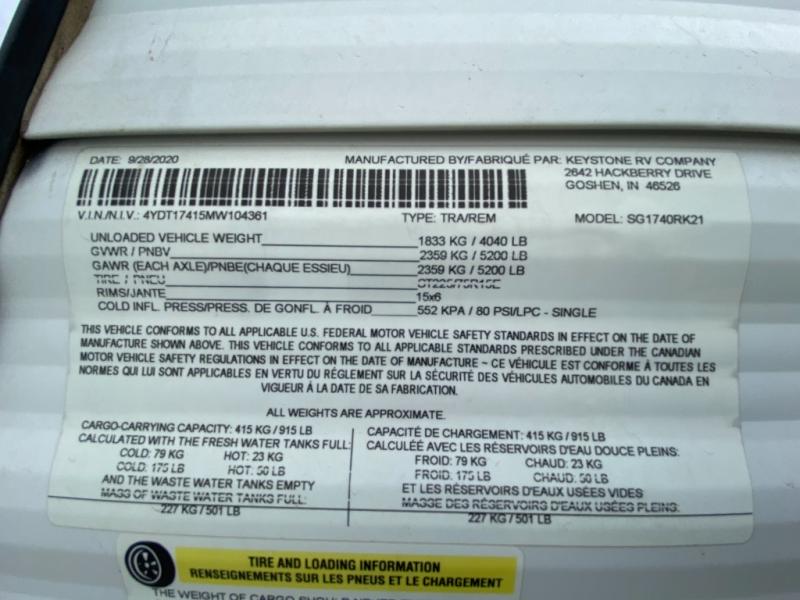 DATE: 9/28/2020 MANUFACTURED BY/FABRIQUÉ PAR: KEYSTONE RV COMPANY
2642 HACKBERRY DRIVE
GOSHEN, IN 46526
V.I.N./N.I.V.: 4YDT17415MW104361 TYPE: TRA/REM MODEL: SG1740RK21
UNLOADED VEHICLE WEIGHT 1833 KG / 4040 LB
GVWR / PNBV 2359 KG / 5200 LB
GAWR (EACH AXLE)/PNBE(CHAQUE ESSIEU) 2359 KG / 5200 LB
TIRE / PNEU ST225/75R15E
RIMS/JANTE 15x6
COLD INFL. PRESS/PRESS. DE GONFL. À FROID 552 KPA / 80 PSI/LPC - SINGLE
THIS VEHICLE CONFORMS TO ALL APPLICABLE U.S. FEDERAL MOTOR VEHICLE SAFETY STANDARDS IN EFFECT ON THE DATE OF
MANUFACTURE SHOWN ABOVE. THIS VEHICLE CONFORMS TO ALL APPLICABLE STANDARDS PRESCRIBED UNDER THE CANADIAN
MOTOR VEHICLE SAFETY REGULATIONS IN EFFECT ON THE DATE OF MANUFACTURE ~ CE VÉHICULE EST CONFORME À TOUTES LES
NORMES QUI LUI SONT APPLICABLES EN VERTU DU RÉGLEMENT SUR LA SÉCURITÉ DES VÉHICULES AUTOMOBILES DU CANADA EN
VIGUEUR À LA DATE DE SA FABRICATION.
ALL WEIGHTS ARE APPROXIMATE.
CARGO-CARRYING CAPACITY: 415 KG / 915 LB
CALCULATED WITH THE FRESH WATER TANKS FULL:
COLD: 79 KG HOT: 23 KG
COLD: 175 LB HOT: 50 LB
AND THE WASTE WATER TANKS EMPTY
MASS OF WASTE WATER TANKS FULL:
227 KG / 501 LB
CAPACITÉ DE CHARGEMENT: 415 KG / 915 LB
CALCULÉE AVEC LES RÉSERVOIRS D'EAU DOUCE PLEINS:
FROID: 79 KG CHAUD: 23 KG
FROID: 175 LB CHAUD: 50 LB
ET LES RÉSERVOIRS D'EAUX USÉES VIDES
MASSE DES RÉSERVOIRS D'EAUX USÉES PLEINS:
227 KG / 501 LB
TIRE AND LOADING INFORMATION
RENSEIGNEMENTS SUR LES PNEUS ET LE CHARGEMENT
THE WEIGHT OF CARGO SHOULD NEVER